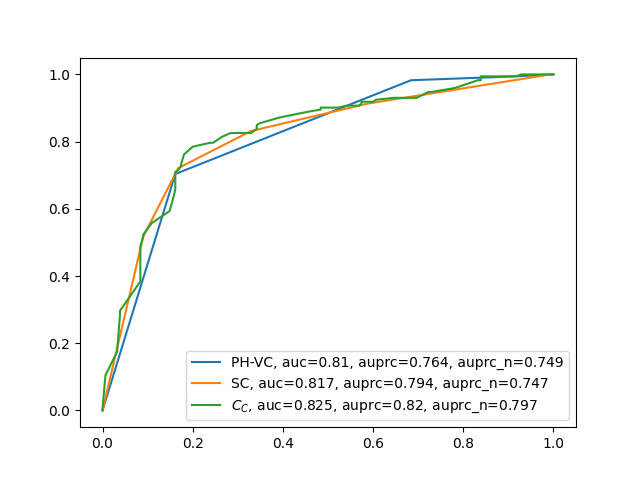 1.0
0.8
0.6
0.4
0.2
0.0
PH-VC, auc=0.81, auprc=0.764, auprc_n=0.749
SC, auc=0.817, auprc=0.794, auprc_n=0.747
C_C, auc=0.825, auprc=0.82, auprc_n=0.797
0.0 0.2 0.4 0.6 0.8 1.0